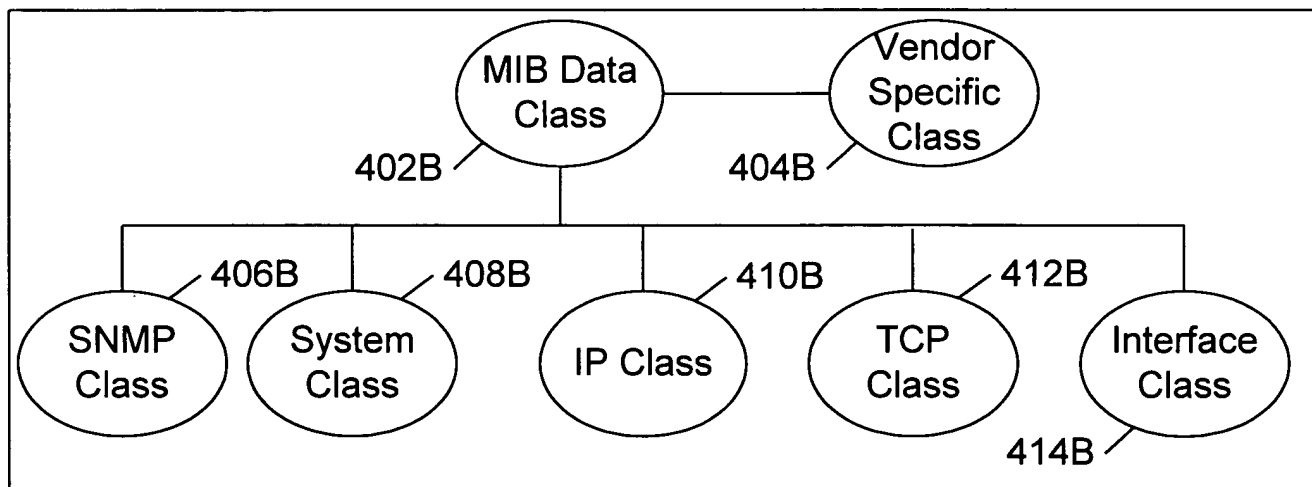 MIB Data
Class
Vendor
Specific
Class
402B
404B
406B
408B
410B
412B
SNMP
Class
System
Class
IP Class
TCP
Class
Interface
Class
414B